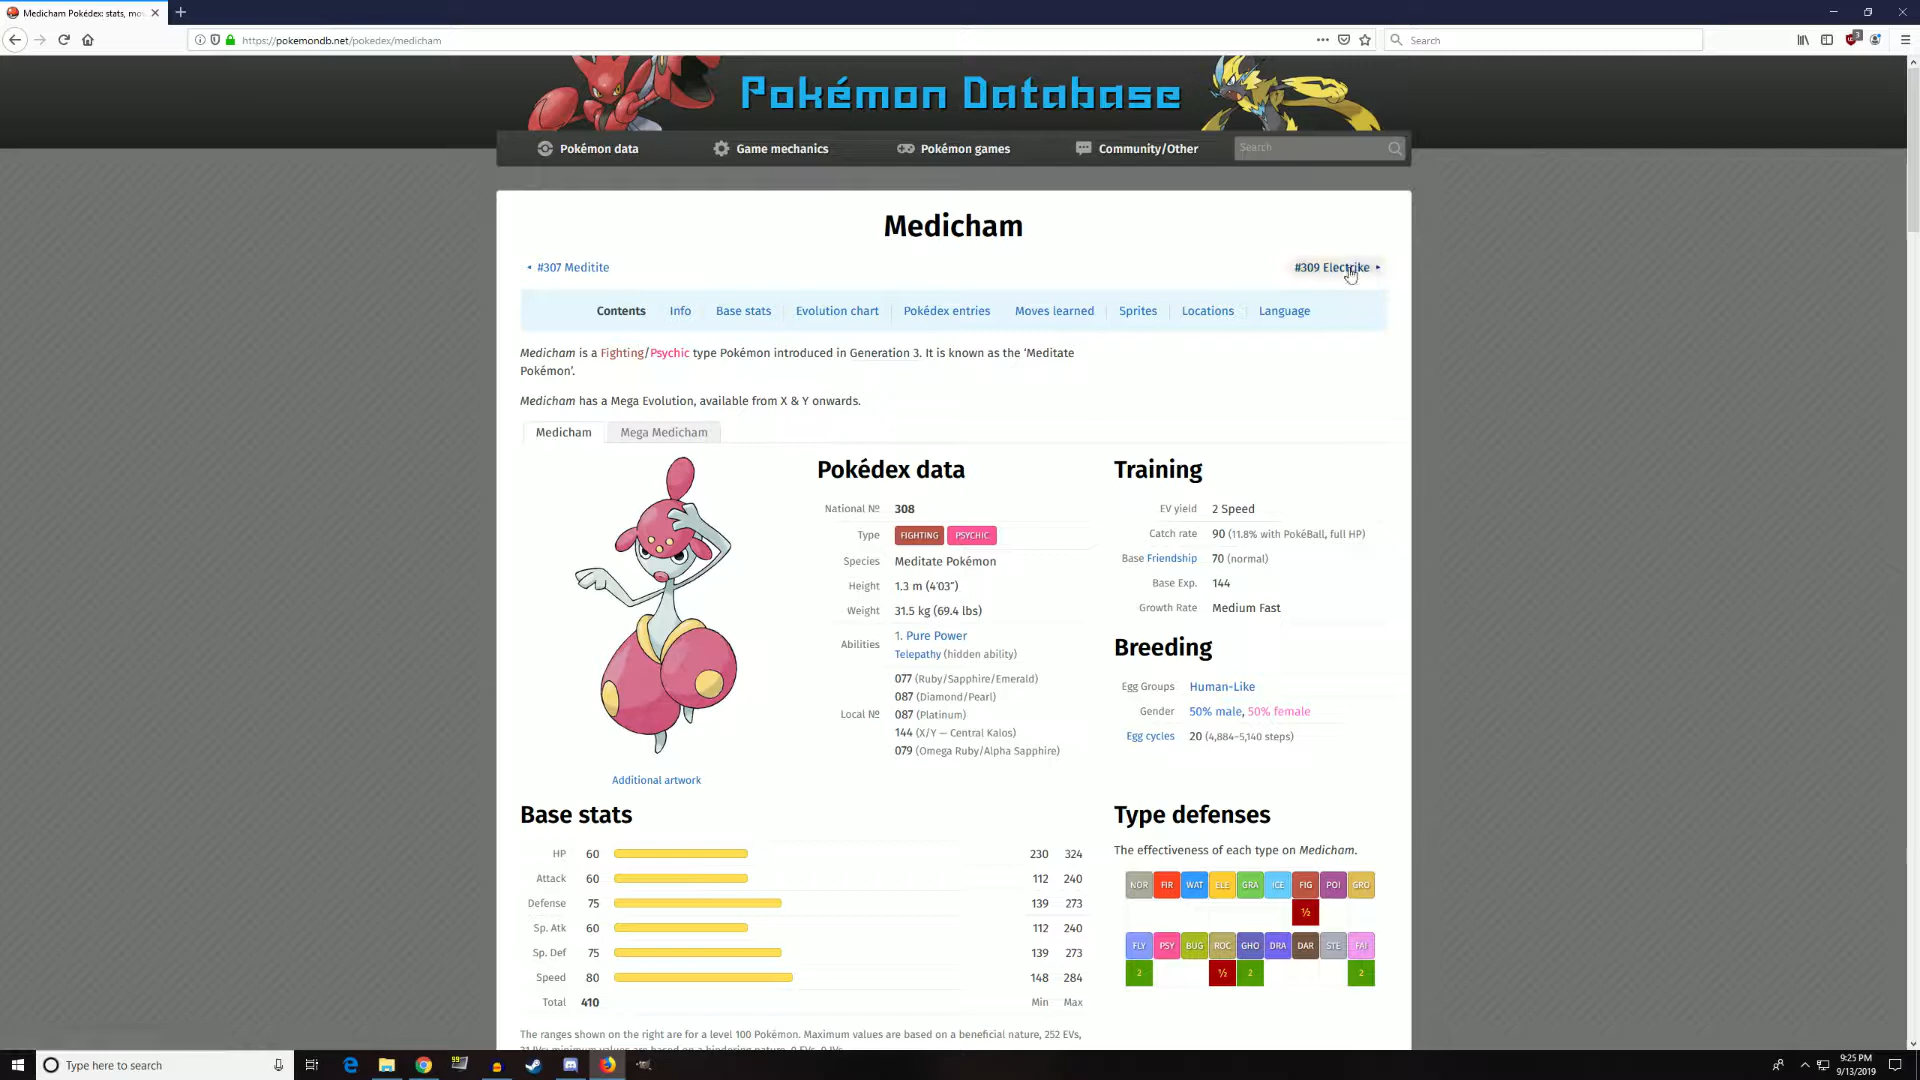 Medicham Pokédex: stats, mo
https://pokemondb.net/pokedex/medicham
Search
Pokémon Database
Pokémon data
Game mechanics
Pokémon games
Community/Other
Search
Medicham
#307 Meditite
#309 Electrike
Contents
Info
Base stats
Evolution chart
Pokédex entries
Moves learned
Sprites
Locations
Language
Medicham is a Fighting/Psychic type Pokémon introduced in Generation 3. It is known as the ‘Meditate
Pokémon’.
Medicham has a Mega Evolution, available from X & Y onwards.
Medicham
Mega Medicham
Additional artwork
Pokédex data
National № 308
Type FIGHTING PSYCHIC
Species Meditate Pokémon
Height 1.3 m (4′03″)
Weight 31.5 kg (69.4 lbs)
Abilities 1. Pure Power
Telepathy (hidden ability)
077 (Ruby/Sapphire/Emerald)
087 (Diamond/Pearl)
Local № 087 (Platinum)
144 (X/Y — Central Kalos)
079 (Omega Ruby/Alpha Sapphire)
Training
EV yield 2 Speed
Catch rate 90 (11.8% with PokéBall, full HP)
Base Friendship 70 (normal)
Base Exp. 144
Growth Rate Medium Fast
Breeding
Egg Groups Human-Like
Gender 50% male, 50% female
Egg cycles 20 (4,884–5,140 steps)
Base stats
HP 60 230 324
Attack 60 112 240
Defense 75 139 273
Sp. Atk 60 112 240
Sp. Def 75 139 273
Speed 80 148 284
Total 410 Min Max
The ranges shown on the right are for a level 100 Pokémon. Maximum values are based on a beneficial nature, 252 EVs,
Type defenses
The effectiveness of each type on Medicham.
NOR FIR WAT ELE GRA ICE FIG POI GRO
½
FLY PSY BUG ROC GHO DRA DAR STE FAI
2 ½ 2 2
Type here to search
9:25 PM
9/13/2019